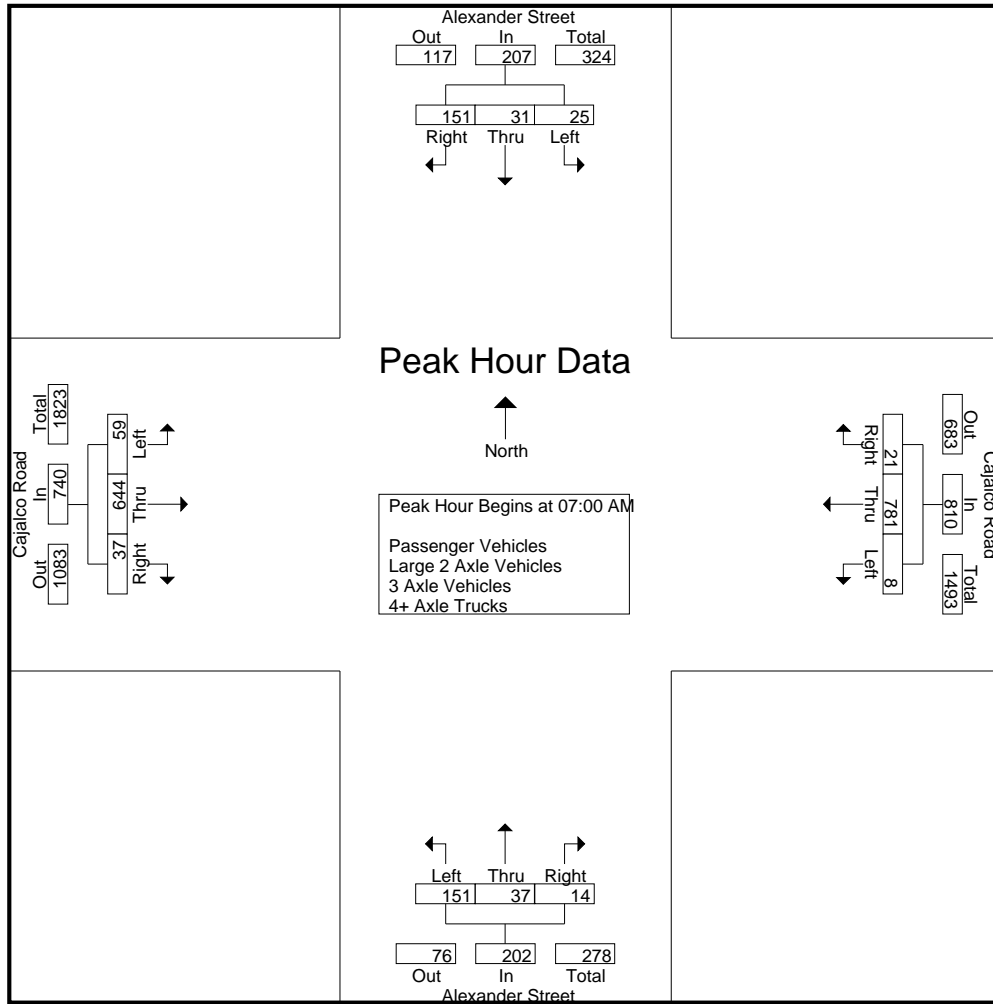 Alexander Street
Out In Total
117 207 324
151 31 25
Right Thru Left
Peak Hour Data
North
Peak Hour Begins at 07:00 AM
Passenger Vehicles
Large 2 Axle Vehicles
3 Axle Vehicles
4+ Axle Trucks
Cajalco Road
Out In Total
1083 740 1823
37 644 59
Right Thru Left
Cajalco Road
Out In Total
683 810 1493
21 781 8
Right Thru Left
Left Thru Right
151 37 14
76 202 278
Out In Total
Alexander Street